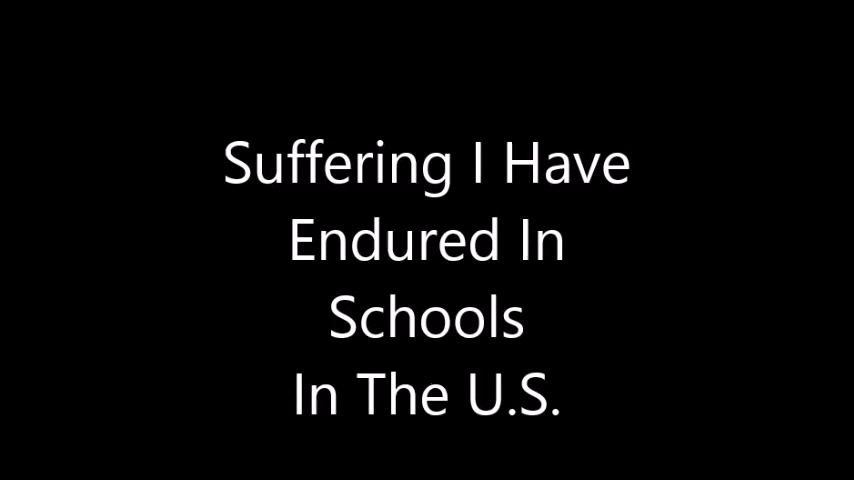 Suffering I Have
Endured In
Schools
In The U.S.